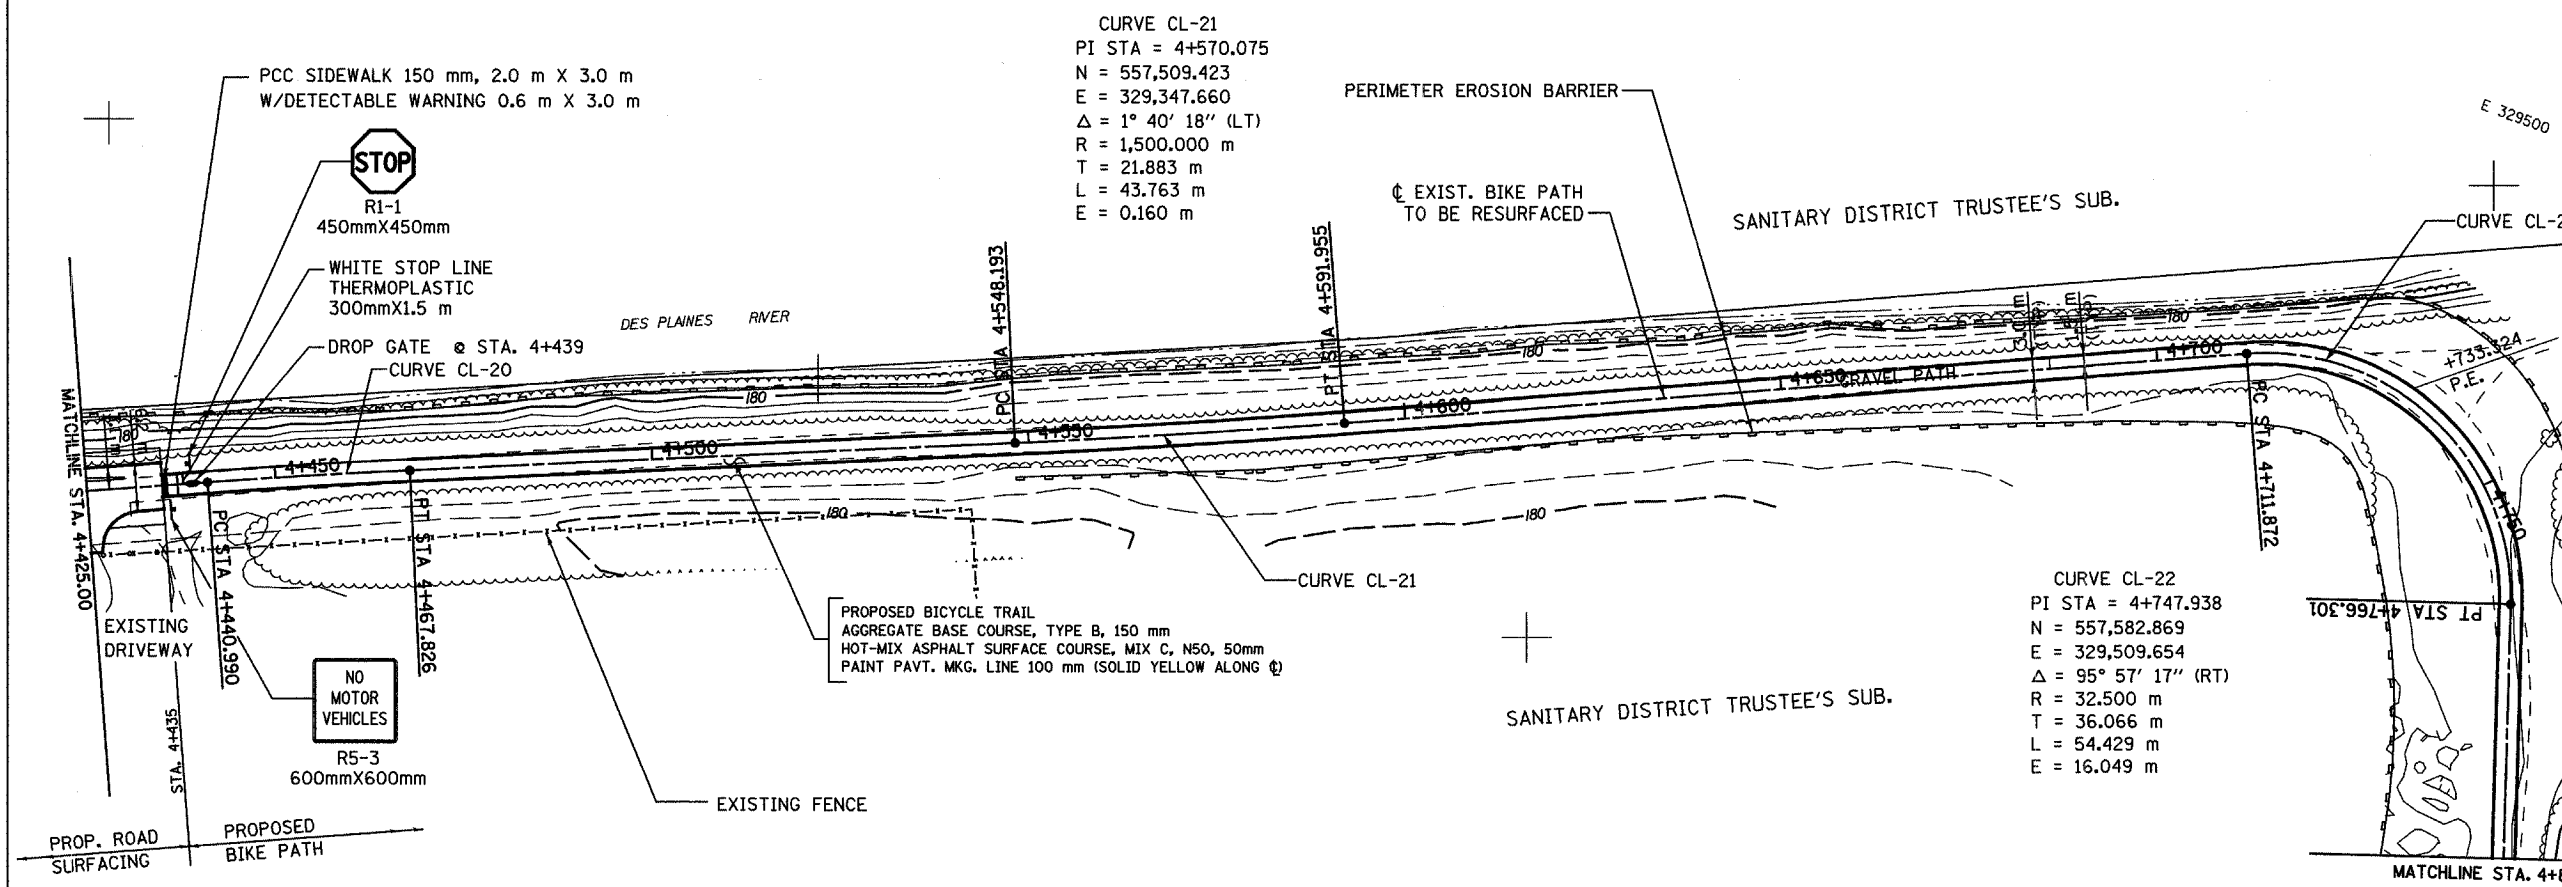 CURVE CL-21
PI STA = 4+570.075
N = 557,509.423
E = 329,347.660
Δ = 1° 40' 18" (LT)
R = 1,500.000 m
T = 21.883 m
L = 43.763 m
E = 0.160 m
PCC SIDEWALK 150 mm, 2.0 m X 3.0 m
W/DETECTABLE WARNING 0.6 m X 3.0 m
STOP
R1-1
450mmX450mm
WHITE STOP LINE
THERMOPLASTIC
300mmX1.5 m
DROP GATE @ STA. 4+439
CURVE CL-20
DES PLAINES RIVER
PERIMETER EROSION BARRIER
℄ EXIST. BIKE PATH
TO BE RESURFACED
SANITARY DISTRICT TRUSTEE'S SUB.
E 329500
CURVE CL-2
MATCHLINE STA. 4+425.00
PC STA 4+548.193
PT STA 4+591.955
180
180
180
180
4+450
4+500
4+550
4+600
4+650
GRAVEL PATH
4+700
+733.324
P.E.
4+750
PC STA 4+440.990
PT STA 4+467.826
PC STA 4+711.872
PT STA 4+766.301
180
180
EXISTING
DRIVEWAY
STA. 4+435
NO
MOTOR
VEHICLES
R5-3
600mmX600mm
CURVE CL-21
PROPOSED BICYCLE TRAIL
AGGREGATE BASE COURSE, TYPE B, 150 mm
HOT-MIX ASPHALT SURFACE COURSE, MIX C, N50, 50mm
PAINT PAVT. MKG. LINE 100 mm (SOLID YELLOW ALONG ℄)
EXISTING FENCE
SANITARY DISTRICT TRUSTEE'S SUB.
CURVE CL-22
PI STA = 4+747.938
N = 557,582.869
E = 329,509.654
Δ = 95° 57' 17" (RT)
R = 32.500 m
T = 36.066 m
L = 54.429 m
E = 16.049 m
PROP. ROAD
SURFACING
PROPOSED
BIKE PATH
MATCHLINE STA. 4+